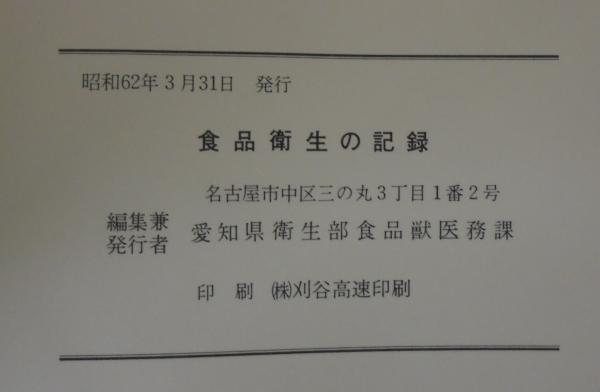 昭和62年3月31日　発行
食品衛生の記録
名古屋市中区三の丸3丁目1番2号
編集兼
発行者　愛知県衛生部食品獣医務課
印　刷　㈱刈谷高速印刷